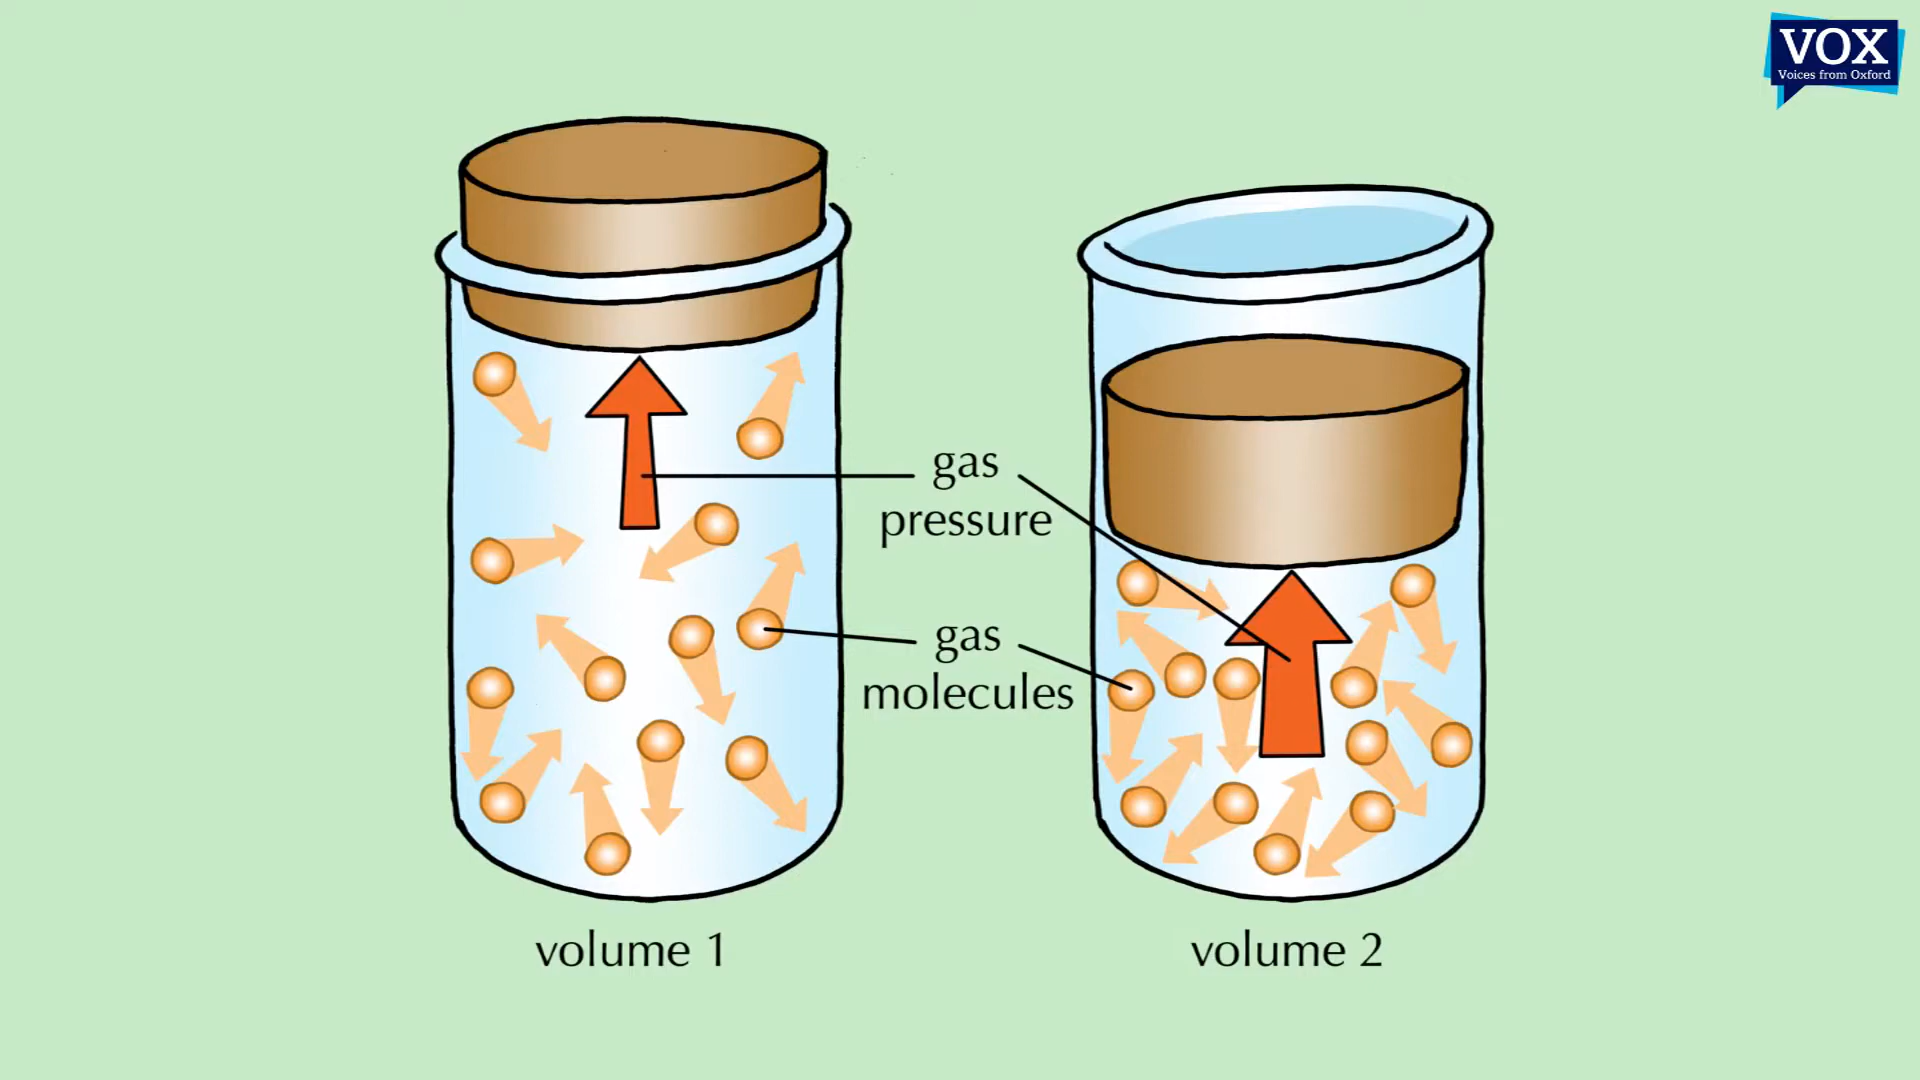 VOX
Voices from Oxford
gas
pressure
gas
molecules
volume 1
volume 2